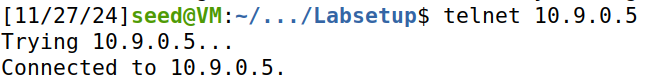 [11/27/24]seed@VM:~/.../Labsetup$ telnet 10.9.0.5
Trying 10.9.0.5...
Connected to 10.9.0.5.